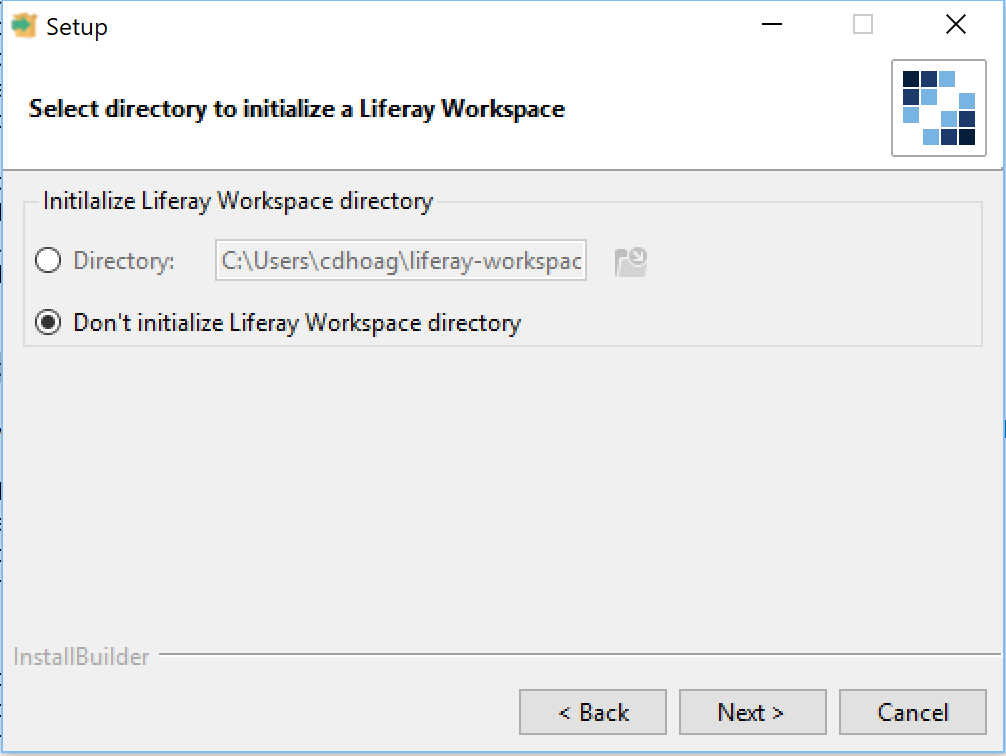 Setup
Select directory to initialize a Liferay Workspace
Initilalize Liferay Workspace directory
Directory: C:\Users\cdhoag\liferay-workspac
Don't initialize Liferay Workspace directory
InstallBuilder
< Back Next > Cancel